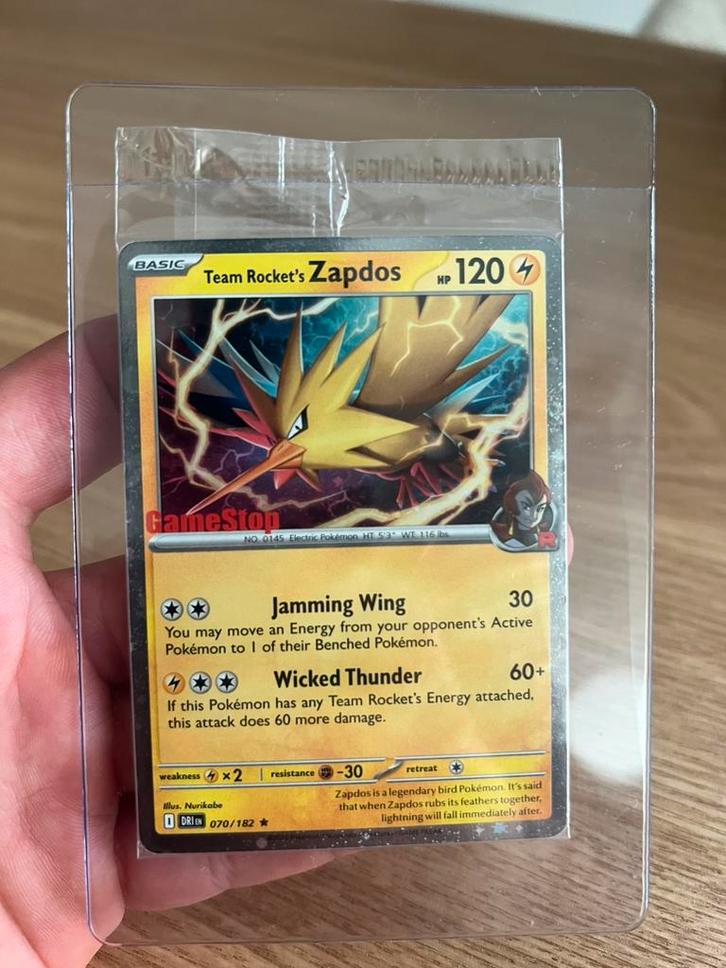 BASIC Team Rocket's Zapdos HP 120
GameStop
R
NO. 0145 Electric Pokémon HT: 5'3" WT: 116 lbs.
Jamming Wing 30
You may move an Energy from your opponent's Active
Pokémon to 1 of their Benched Pokémon.
Wicked Thunder 60+
If this Pokémon has any Team Rocket's Energy attached,
this attack does 60 more damage.
weakness ×2 resistance -30 retreat
Zapdos is a legendary bird Pokémon. It's said
that when Zapdos rubs its feathers together,
lightning will fall immediately after.
Illus. Nurikabe
I DRI EN 070/182 ★